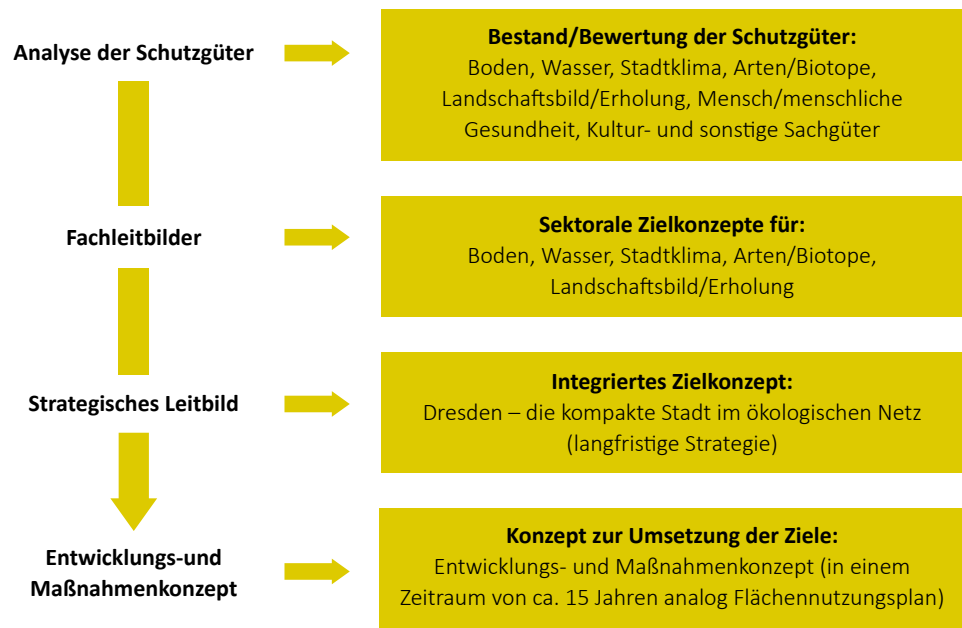 Analyse der Schutzgüter
Bestand/Bewertung der Schutzgüter:
Boden, Wasser, Stadtklima, Arten/Biotope,
Landschaftsbild/Erholung, Mensch/menschliche
Gesundheit, Kultur- und sonstige Sachgüter
Fachleitbilder
Sektorale Zielkonzepte für:
Boden, Wasser, Stadtklima, Arten/Biotope,
Landschaftsbild/Erholung
Strategisches Leitbild
Integriertes Zielkonzept:
Dresden – die kompakte Stadt im ökologischen Netz
(langfristige Strategie)
Entwicklungs-und
Maßnahmenkonzept
Konzept zur Umsetzung der Ziele:
Entwicklungs- und Maßnahmenkonzept (in einem
Zeitraum von ca. 15 Jahren analog Flächennutzungsplan)